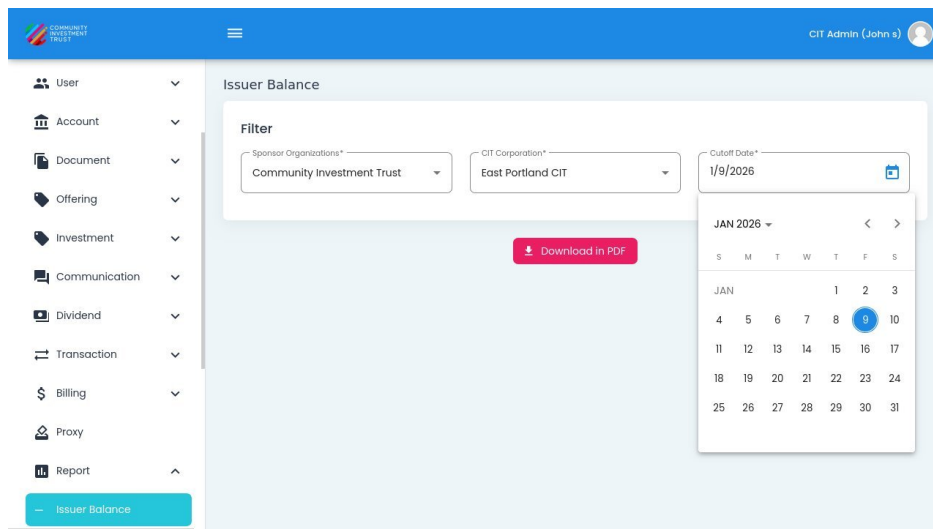 COMMUNITY
INVESTMENT
TRUST
CIT Admin (John s)
User
Account
Document
Offering
Investment
Communication
Dividend
Transaction
Billing
Proxy
Report
Issuer Balance
Issuer Balance
Filter
Sponsor Organizations*
Community Investment Trust
CIT Corporation*
East Portland CIT
Cutoff Date*
1/9/2026
Download in PDF
JAN 2026
S M T W T F S
JAN 1 2 3
4 5 6 7 8 9 10
11 12 13 14 15 16 17
18 19 20 21 22 23 24
25 26 27 28 29 30 31